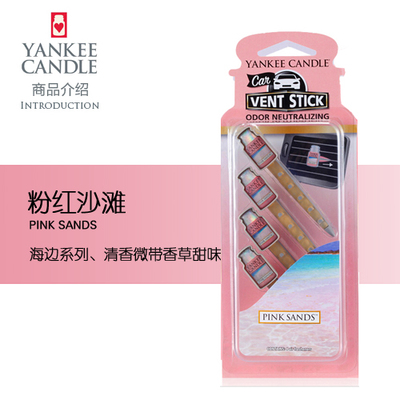 YANKEE
CANDLE
商品介绍
INTRODUCTION
粉红沙滩
PINK SANDS
海边系列、清香微带香草甜味
YANKEE CANDLE
Car
VENT STICK
ODOR NEUTRALIZING
PINK SANDS™